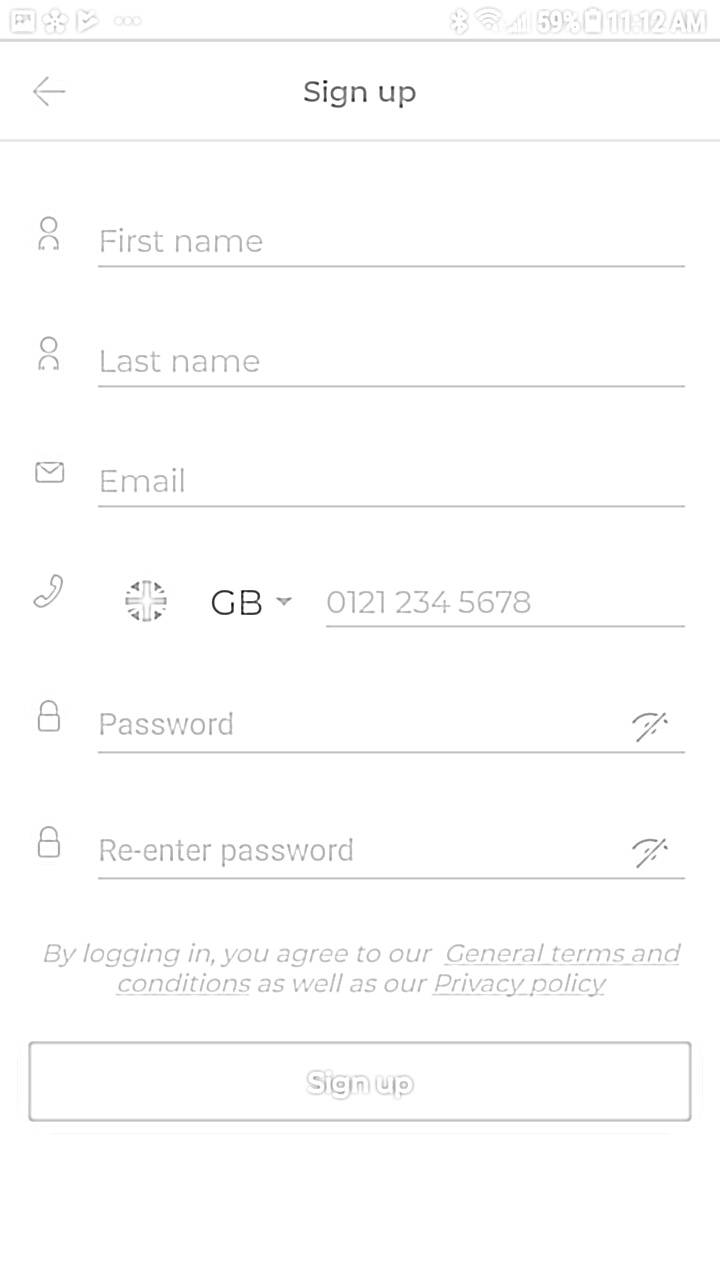 59% 11:12 AM
Sign up
First name
Last name
Email
GB 0121 234 5678
Password
Re-enter password
By logging in, you agree to our General terms and
conditions as well as our Privacy policy
Sign up